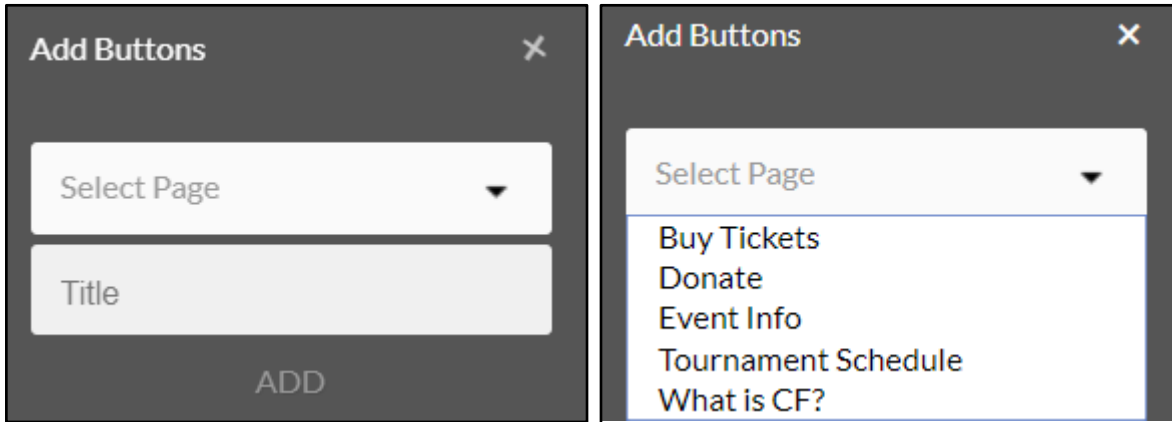 Add Buttons
Select Page
Title
ADD
Add Buttons
Select Page
Buy Tickets
Donate
Event Info
Tournament Schedule
What is CF?